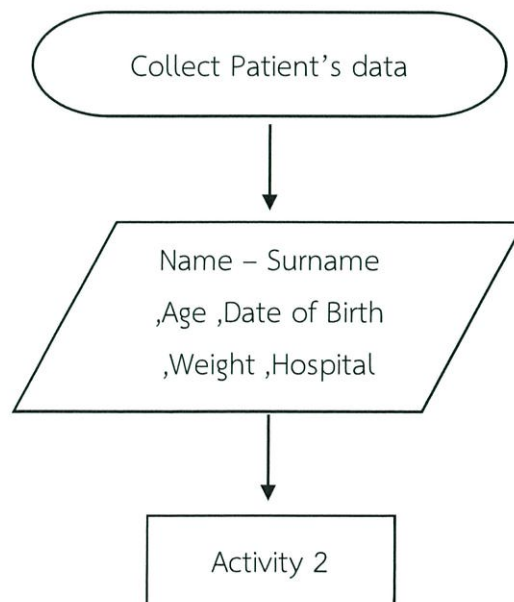 Collect Patient's data
Name – Surname
,Age ,Date of Birth
,Weight ,Hospital
Activity 2